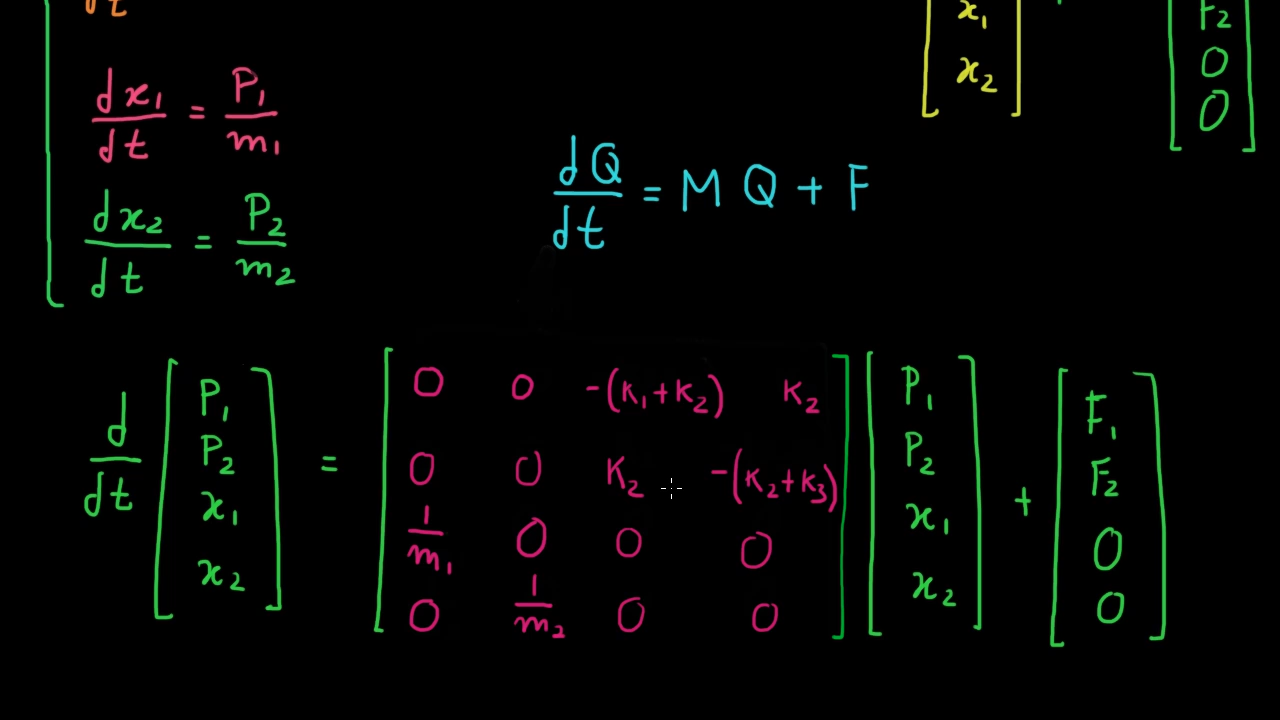 dt
x₁
x₂
F₂
0
0
dx₁/dt = P₁/m₁
dQ/dt = M Q + F
dx₂/dt = P₂/m₂
d/dt [P₁ P₂ x₁ x₂] = [0 0 -(K₁+K₂) K₂
0 0 K₂ -(K₂+K₃)
1/m₁ 0 0 0
0 1/m₂ 0 0] [P₁ P₂ x₁ x₂] + [F₁ F₂ 0 0]